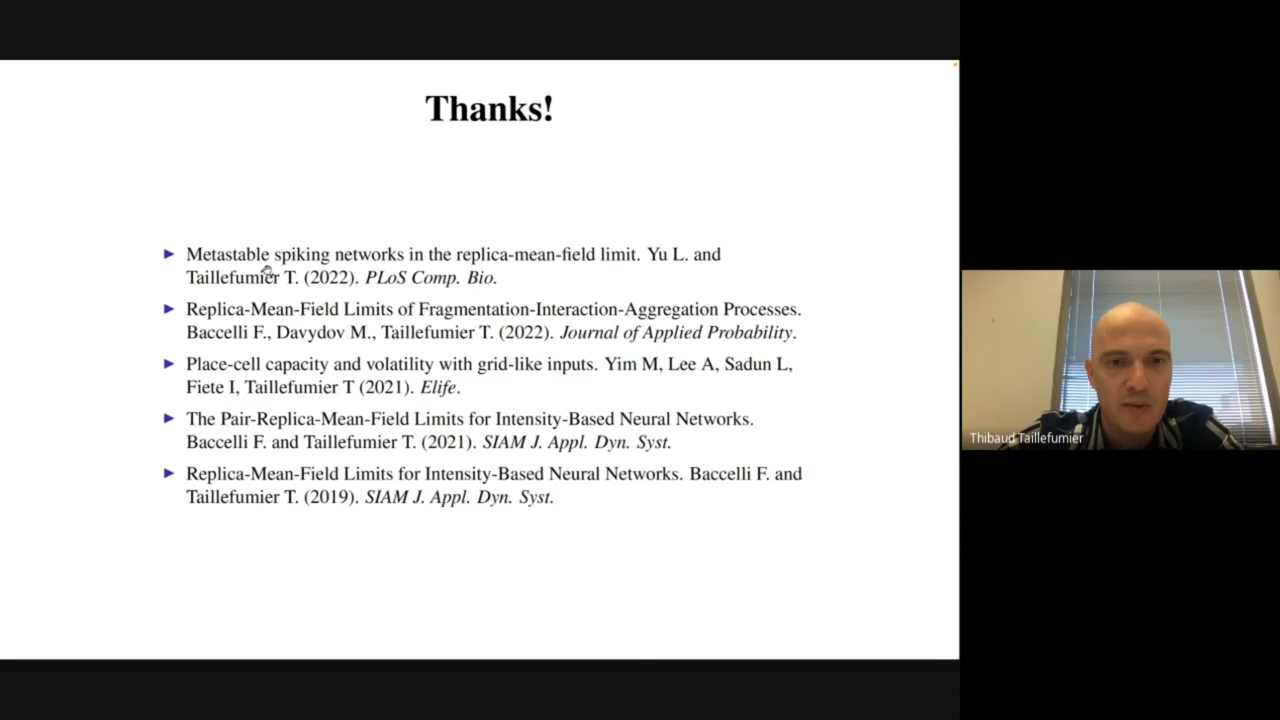 Thanks!
► Metastable spiking networks in the replica-mean-field limit. Yu L. and
Taillefumier T. (2022). PLoS Comp. Bio.
► Replica-Mean-Field Limits of Fragmentation-Interaction-Aggregation Processes.
Baccelli F., Davydov M., Taillefumier T. (2022). Journal of Applied Probability.
► Place-cell capacity and volatility with grid-like inputs. Yim M, Lee A, Sadun L,
Fiete I, Taillefumier T (2021). Elife.
► The Pair-Replica-Mean-Field Limits for Intensity-Based Neural Networks.
Baccelli F. and Taillefumier T. (2021). SIAM J. Appl. Dyn. Syst.
► Replica-Mean-Field Limits for Intensity-Based Neural Networks. Baccelli F. and
Taillefumier T. (2019). SIAM J. Appl. Dyn. Syst.
Thibaud Taillefumier